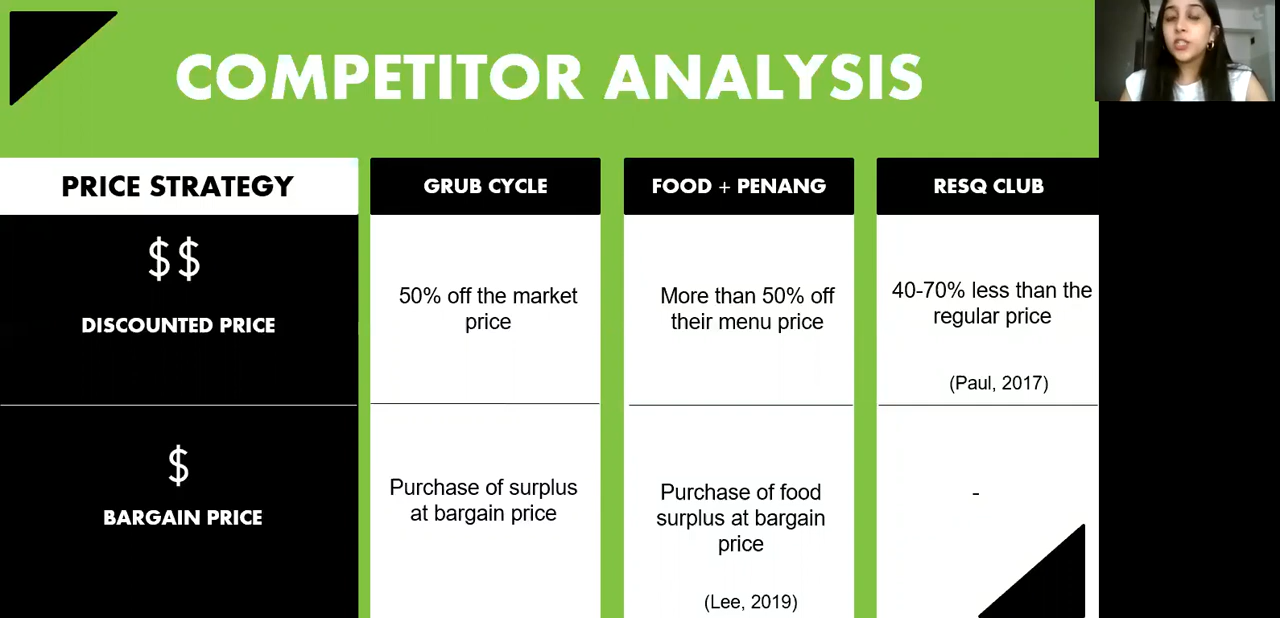 COMPETITOR ANALYSIS
PRICE STRATEGY
GRUB CYCLE
FOOD + PENANG
RESQ CLUB
$$
DISCOUNTED PRICE
50% off the market
price
More than 50% off
their menu price
40-70% less than the
regular price
(Paul, 2017)
$
BARGAIN PRICE
Purchase of surplus
at bargain price
Purchase of food
surplus at bargain
price
(Lee, 2019)
-